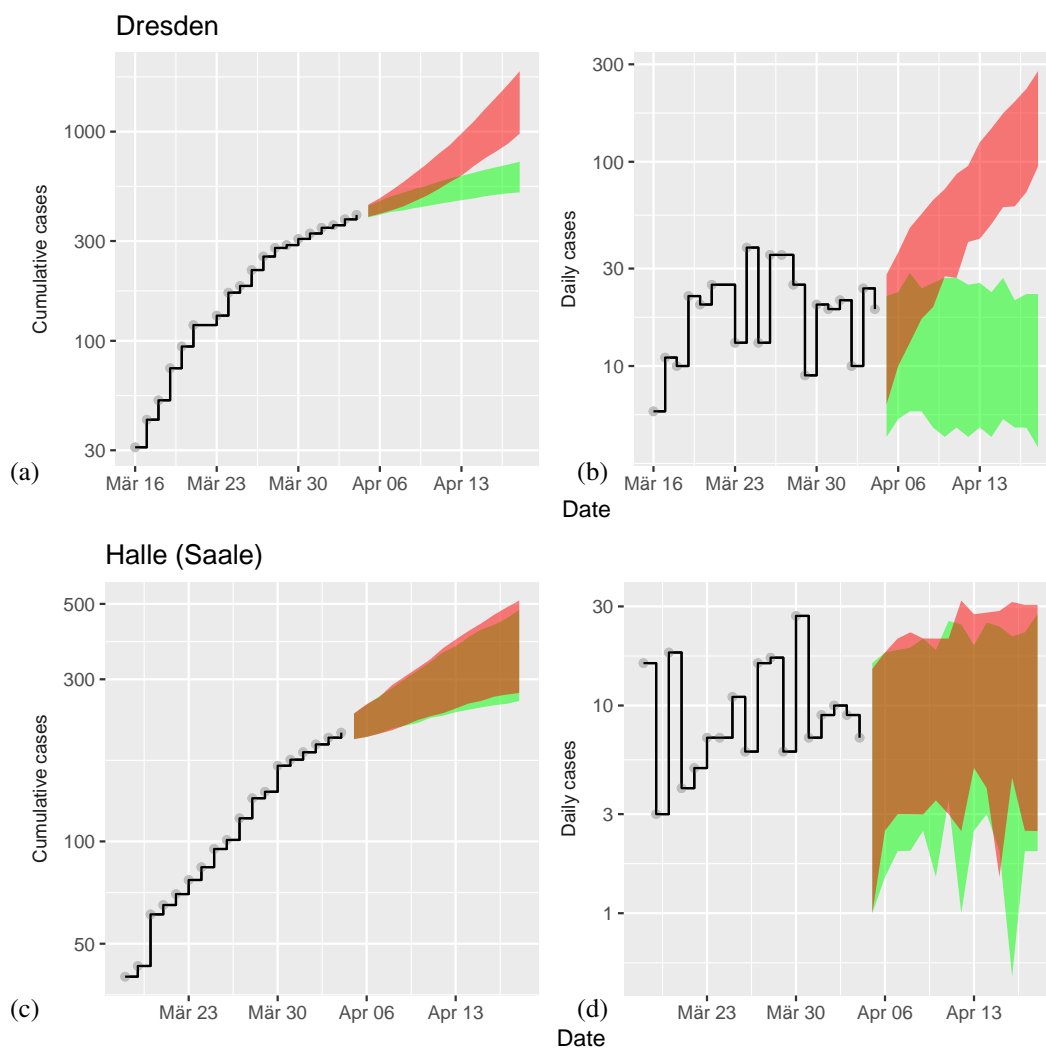 Dresden
Cumulative cases
1000
300
100
30
(a)
Mär 16 Mär 23 Mär 30 Apr 06 Apr 13
Daily cases
300
100
30
10
(b)
Mär 16 Mär 23 Mär 30 Apr 06 Apr 13
Date
Halle (Saale)
Cumulative cases
500
300
100
50
(c)
Mär 23 Mär 30 Apr 06 Apr 13
Daily cases
30
10
3
1
(d)
Mär 23 Mär 30 Apr 06 Apr 13
Date